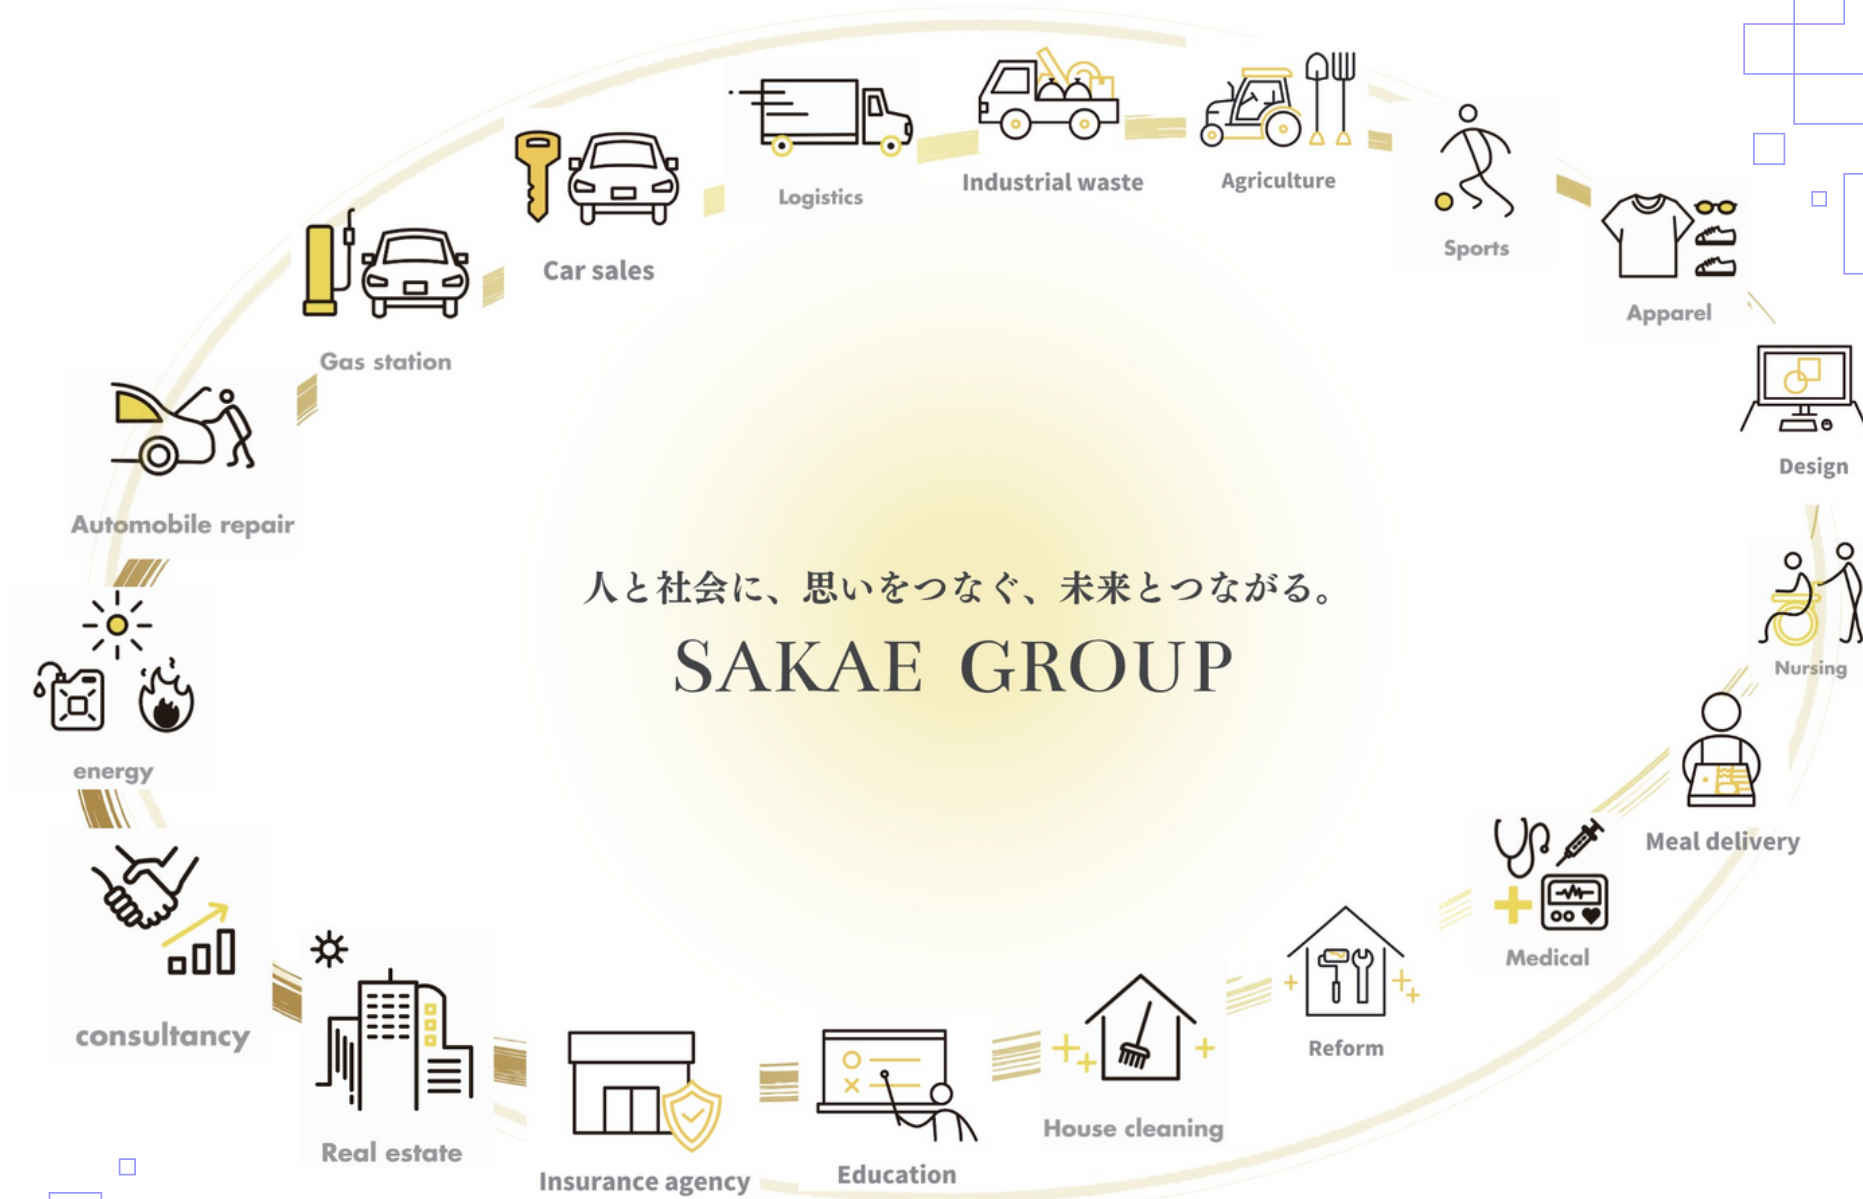 Industrial waste
Agriculture
Logistics
Sports
Car sales
Apparel
Gas station
Design
Automobile repair
人と社会に、思いをつなぐ、未来とつながる。
SAKAE GROUP
Nursing
energy
Meal delivery
Medical
consultancy
Reform
House cleaning
Real estate
Education
Insurance agency